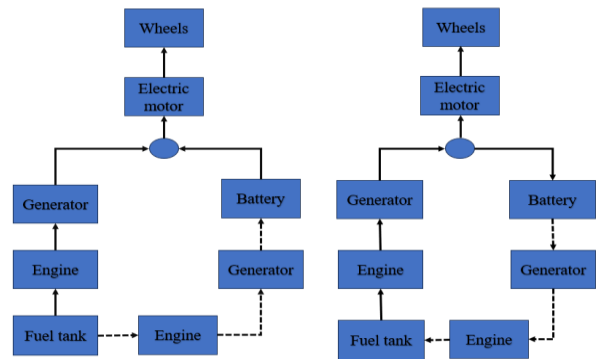 Wheels
Electric
motor
Generator
Battery
Engine
Generator
Fuel tank
Engine
Wheels
Electric
motor
Generator
Battery
Engine
Generator
Fuel tank
Engine